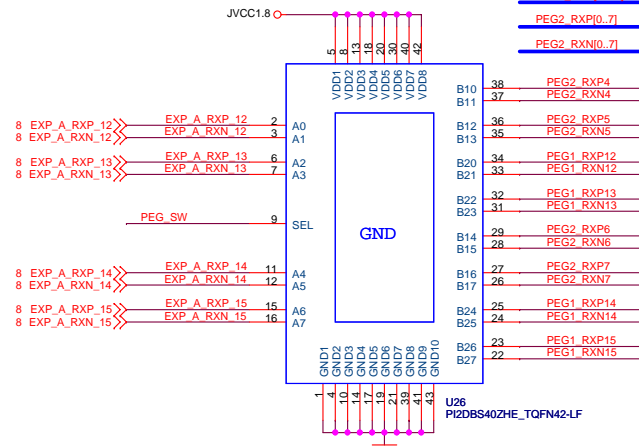 PEG2_RXP[0..7]
PEG2_RXN[0..7]
JVCC1.8
5 8 13 18 20 30 40 42
VDD1 VDD2 VDD3 VDD4 VDD5 VDD6 VDD7 VDD8
8 EXP_A_RXP_12 EXP_A_RXP_12 2 A0
8 EXP_A_RXN_12 EXP_A_RXN_12 3 A1
8 EXP_A_RXP_13 EXP_A_RXP_13 6 A2
8 EXP_A_RXN_13 EXP_A_RXN_13 7 A3
PEG_SW 9 SEL
8 EXP_A_RXP_14 EXP_A_RXP_14 11 A4
8 EXP_A_RXN_14 EXP_A_RXN_14 12 A5
8 EXP_A_RXP_15 EXP_A_RXP_15 15 A6
8 EXP_A_RXN_15 EXP_A_RXN_15 16 A7
GND
B10 38 PEG2_RXP4
B11 37 PEG2_RXN4
B12 36 PEG2_RXP5
B13 35 PEG2_RXN5
B20 34 PEG1_RXP12
B21 33 PEG1_RXN12
B22 32 PEG1_RXP13
B23 31 PEG1_RXN13
B14 29 PEG2_RXP6
B15 28 PEG2_RXN6
B16 27 PEG2_RXP7
B17 26 PEG2_RXN7
B24 25 PEG1_RXP14
B25 24 PEG1_RXN14
B26 23 PEG1_RXP15
B27 22 PEG1_RXN15
GND1 GND2 GND3 GND4 GND5 GND6 GND7 GND8 GND9 GND10
1 4 10 14 17 19 21 39 41 43
U26
PI2DBS40ZHE_TQFN42-LF